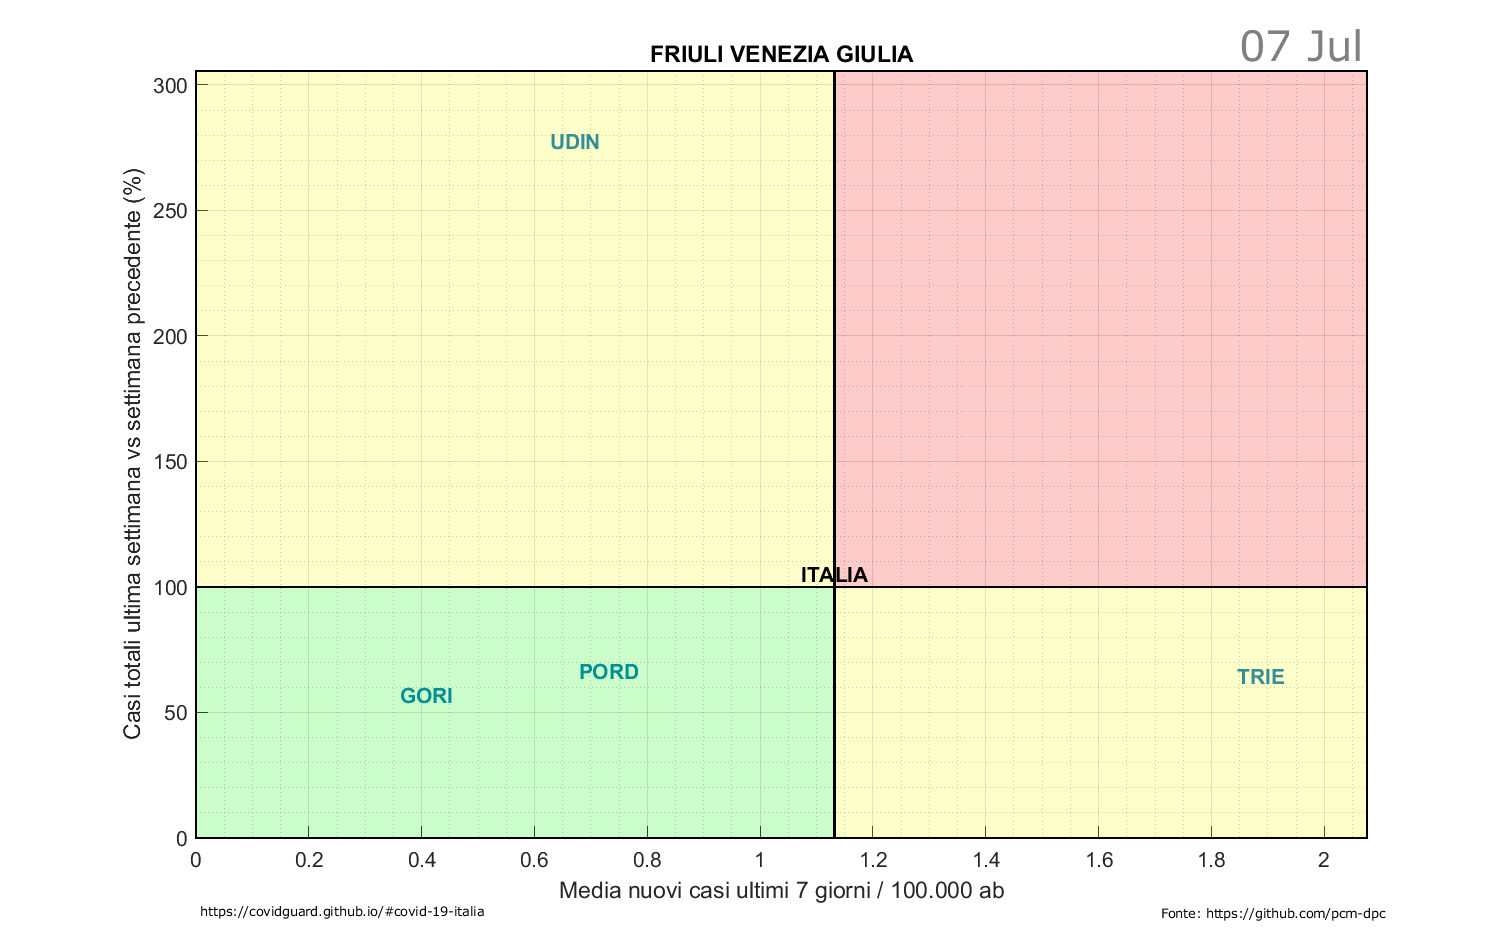 07 Jul
FRIULI VENEZIA GIULIA
Casi totali ultima settimana vs settimana precedente (%)
300
250
200
150
100
50
0
UDIN
ITALIA
PORD
GORI
TRIE
0 0.2 0.4 0.6 0.8 1 1.2 1.4 1.6 1.8 2
Media nuovi casi ultimi 7 giorni / 100.000 ab
https://covidguard.github.io/#covid-19-italia
Fonte: https://github.com/pcm-dpc